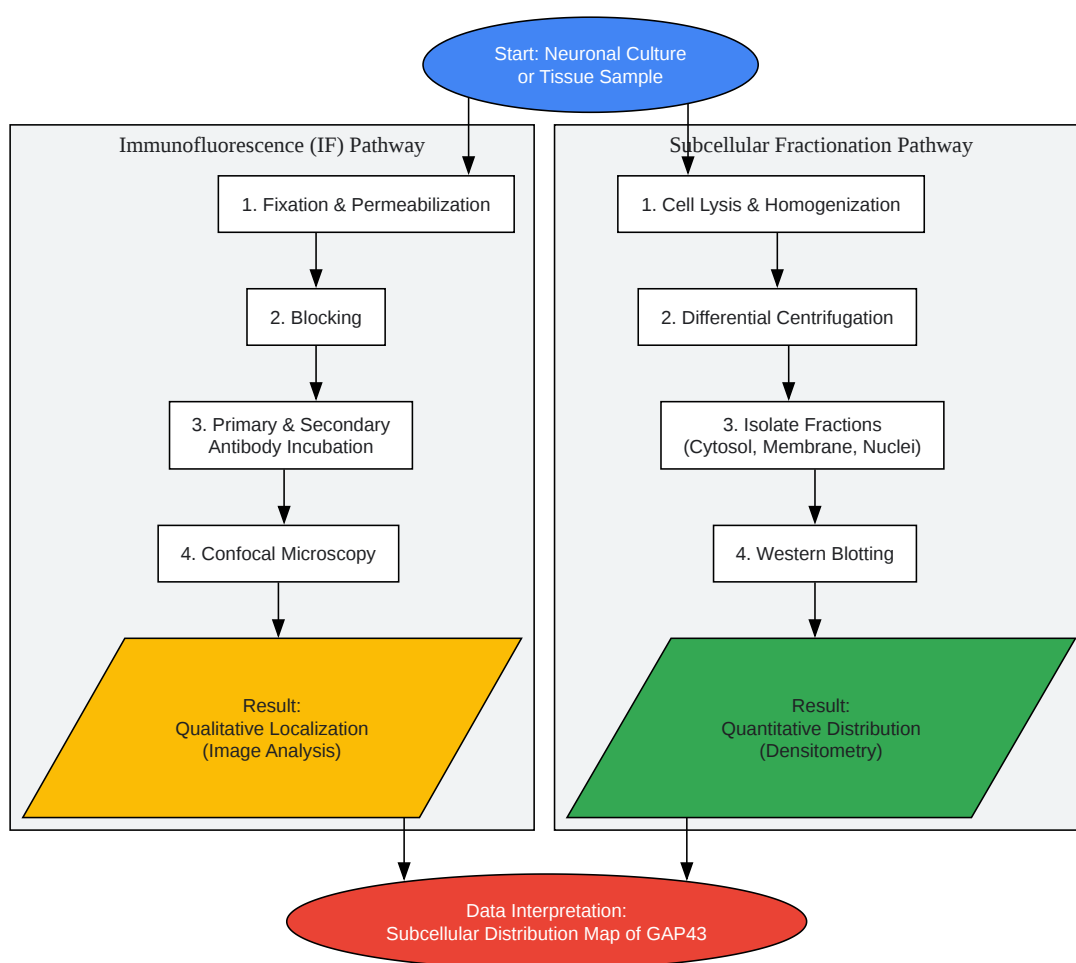 Start: Neuronal Culture
or Tissue Sample
Immunofluorescence (IF) Pathway
1. Fixation & Permeabilization
2. Blocking
3. Primary & Secondary
Antibody Incubation
4. Confocal Microscopy
Result:
Qualitative Localization
(Image Analysis)
Subcellular Fractionation Pathway
1. Cell Lysis & Homogenization
2. Differential Centrifugation
3. Isolate Fractions
(Cytosol, Membrane, Nuclei)
4. Western Blotting
Result:
Quantitative Distribution
(Densitometry)
Data Interpretation:
Subcellular Distribution Map of GAP43